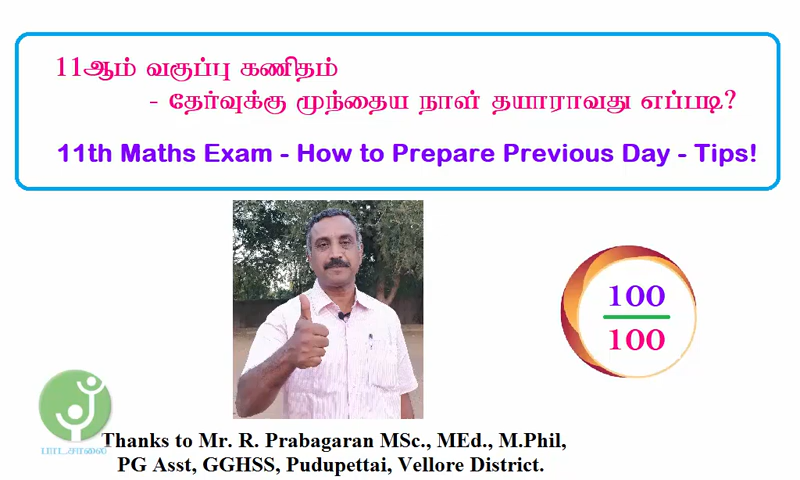 11ஆம் வகுப்பு கணிதம்
- தேர்வுக்கு முந்தைய நாள் தயாராவது எப்படி?
11th Maths Exam - How to Prepare Previous Day - Tips!
100
100
பாடசாலை
Thanks to Mr. R. Prabagaran MSc., MEd., M.Phil,
PG Asst, GGHSS, Pudupettai, Vellore District.